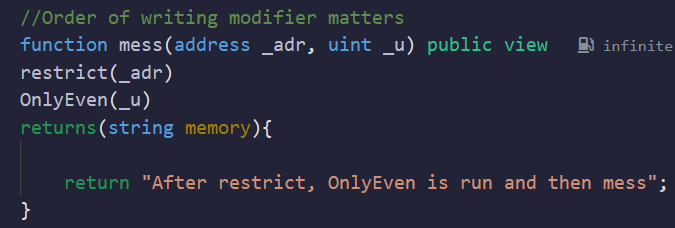 //Order of writing modifier matters
function mess(address _adr, uint _u) public view infinite
restrict(_adr)
OnlyEven(_u)
returns(string memory){
return "After restrict, OnlyEven is run and then mess";
}